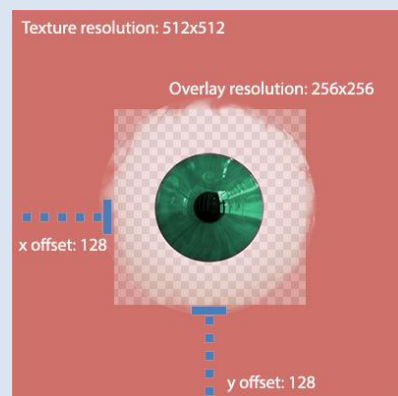 Texture resolution: 512x512
Overlay resolution: 256x256
x offset: 128
y offset: 128